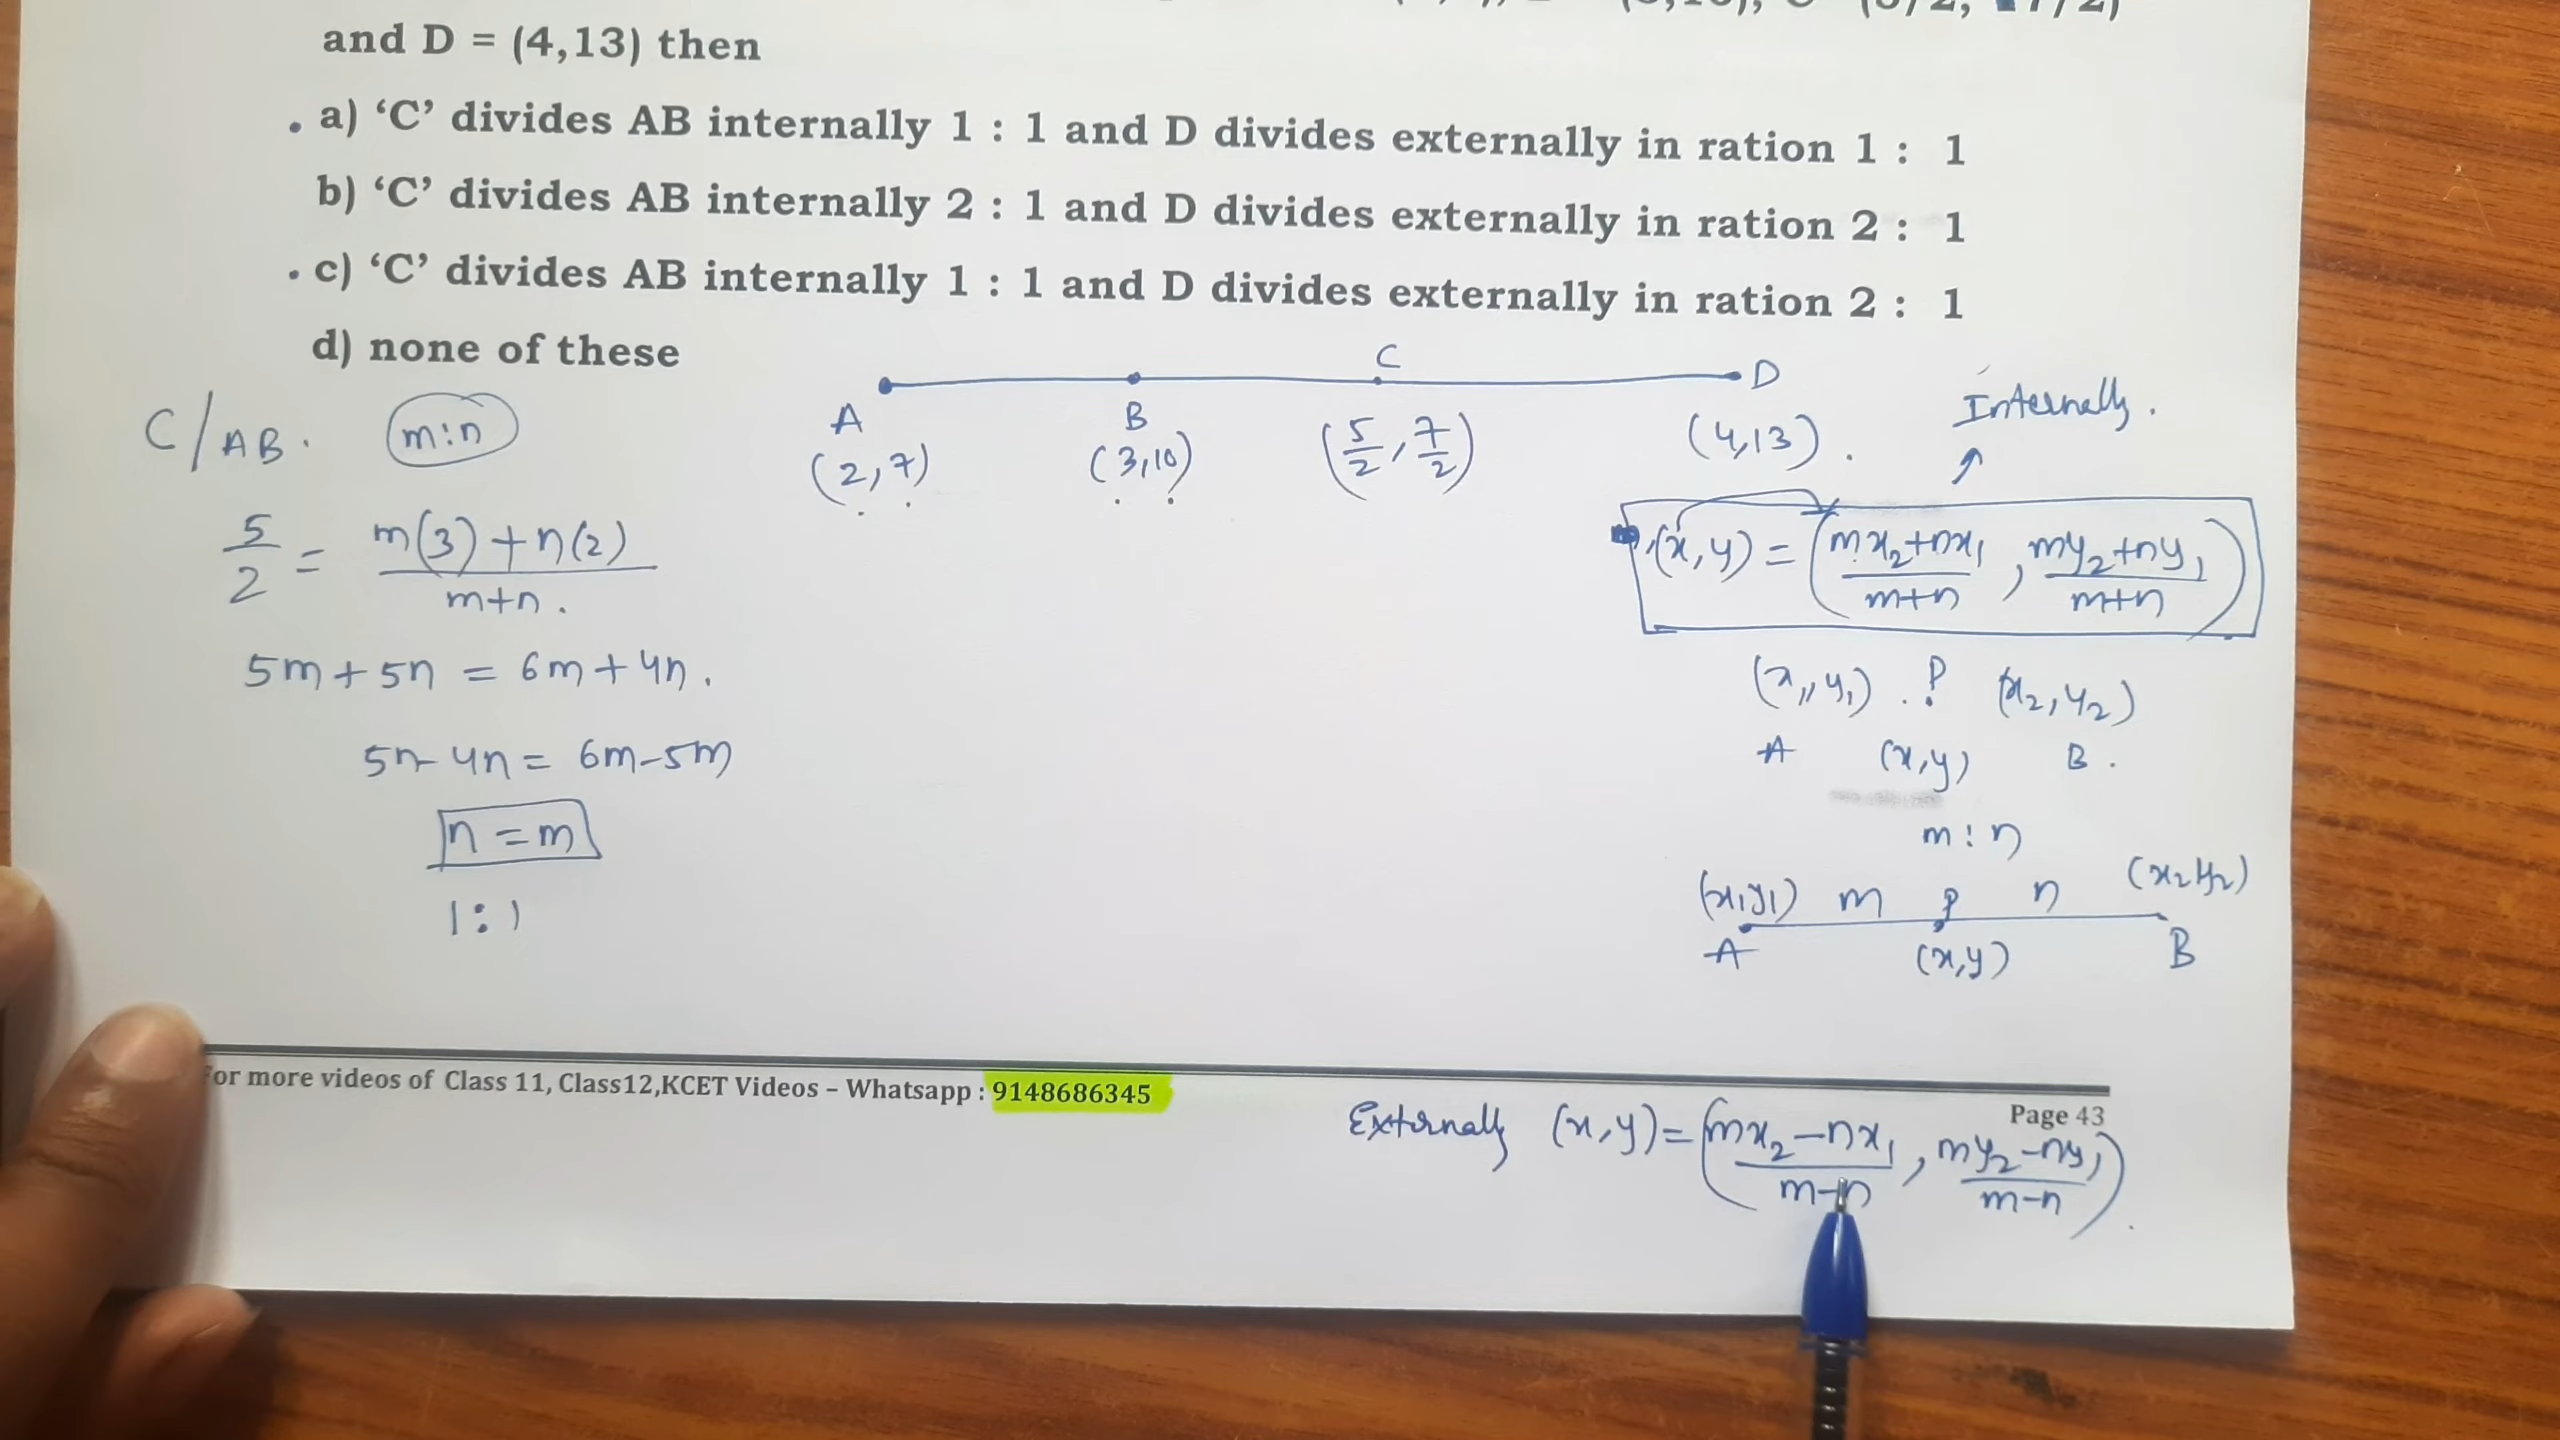 and D = (4,13) then
a) ‘C’ divides AB internally 1 : 1 and D divides externally in ration 1 : 1
b) ‘C’ divides AB internally 2 : 1 and D divides externally in ration 2 : 1
c) ‘C’ divides AB internally 1 : 1 and D divides externally in ration 2 : 1
d) none of these
C
D
A
B
(2,7)
(3,10)
(5/2, 7/2)
(4,13).
Internally.
C/AB. m:n
5/2 = m(3)+n(2)/m+n.
5m+5n = 6m+4n.
5n-4n = 6m-5m
n = m
1:1
(x,y) = (mx₂+nx₁/m+n, my₂+ny₁/m+n)
(x₁,y₁) . P (x₂,y₂)
A (x,y) B.
m:n
(x₁y₁) m P n (x₂y₂)
A (x,y) B
For more videos of Class 11, Class12,KCET Videos – Whatsapp : 9148686345
Page 43
Externally (x,y) = (mx₂-nx₁/m-n, my₂-ny₁/m-n).